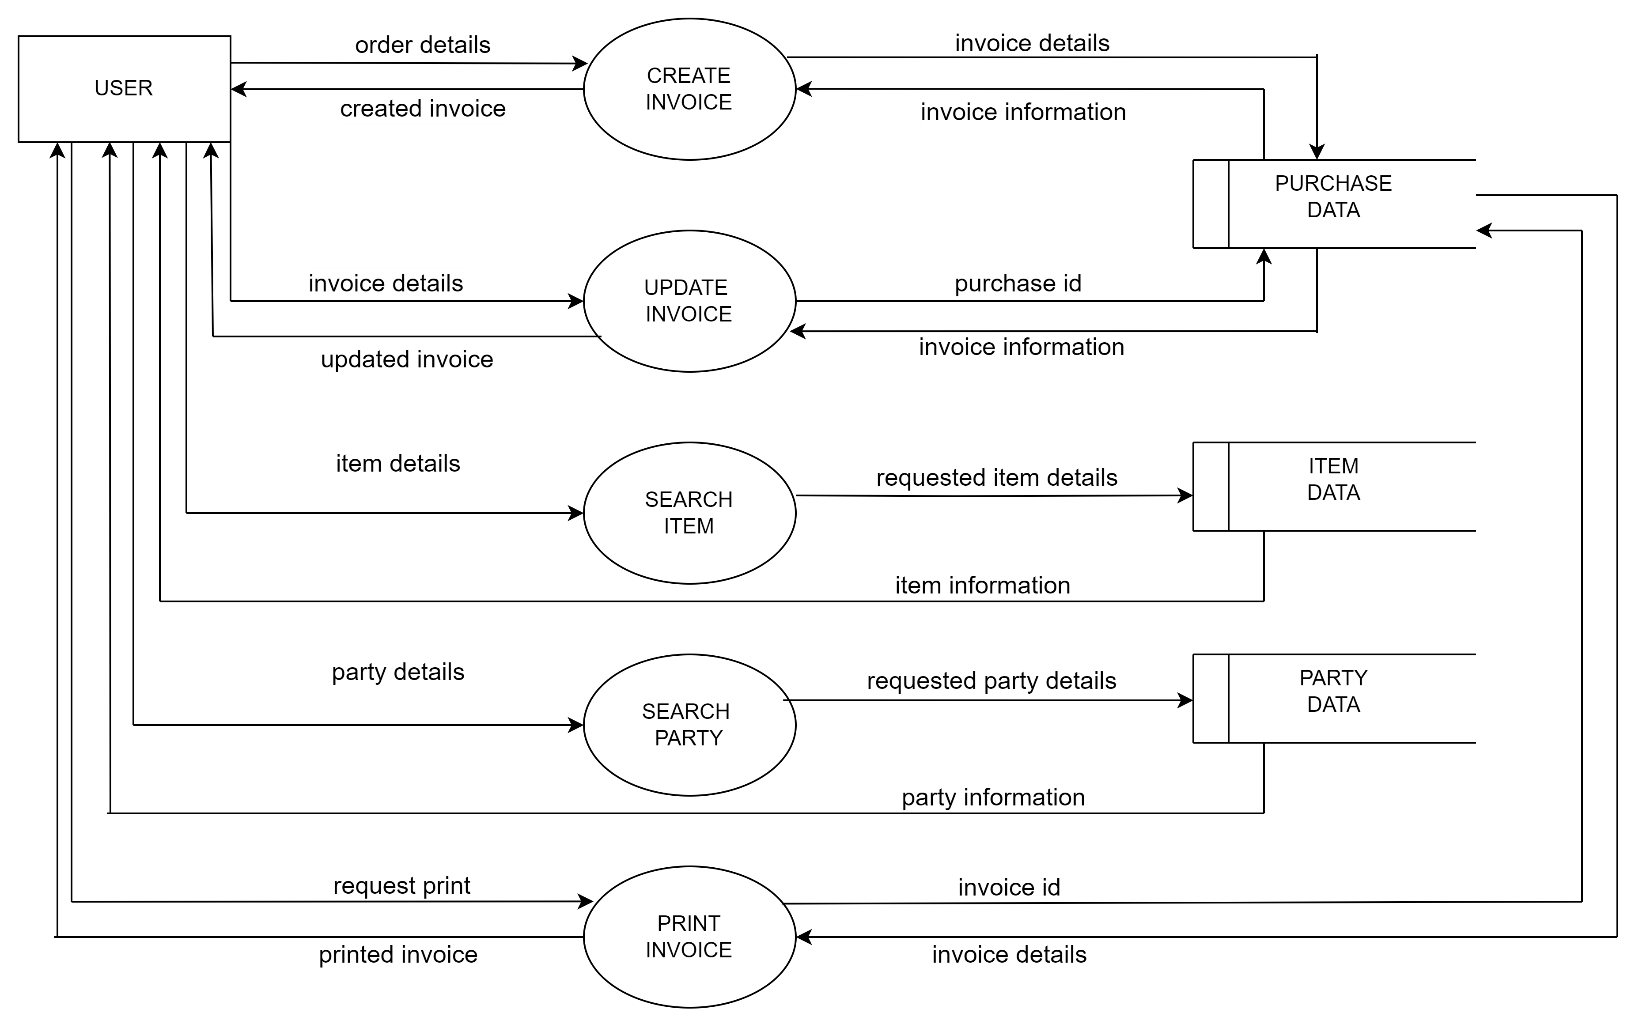 order details
invoice details
USER
CREATE
INVOICE
created invoice
invoice information
PURCHASE
DATA
invoice details
UPDATE
INVOICE
purchase id
updated invoice
invoice information
item details
SEARCH
ITEM
requested item details
ITEM
DATA
item information
party details
SEARCH
PARTY
requested party details
PARTY
DATA
party information
request print
PRINT
INVOICE
invoice id
printed invoice
invoice details